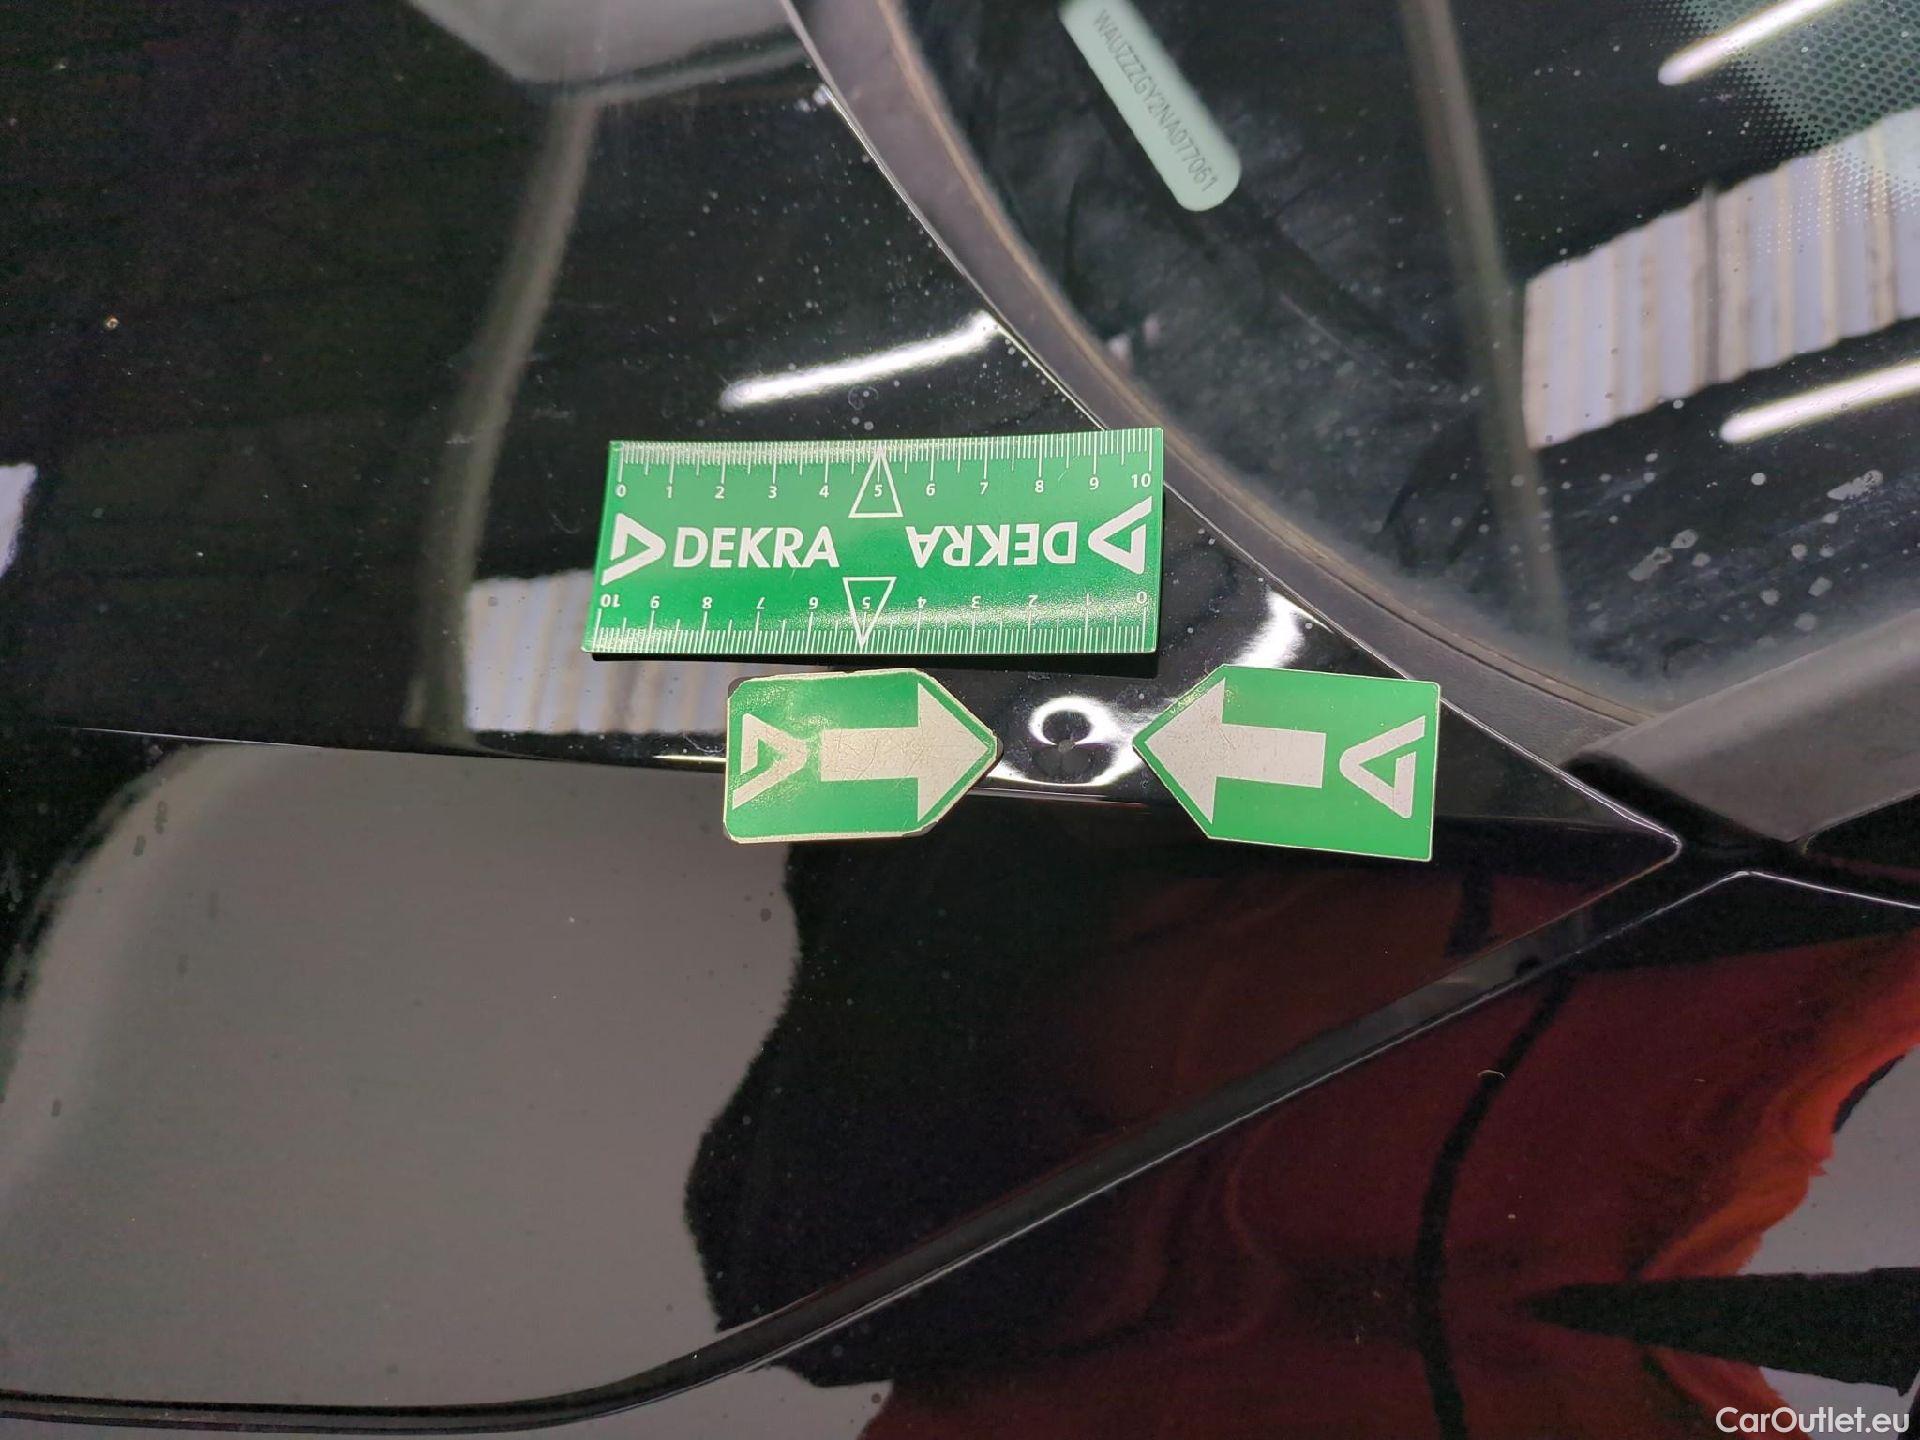 WAUZZZGY2NA077061
0 1 2 3 4 5 6 7 8 9 10
DEKRA DEKRA
10 9 8 7 6 5 4 3 2 1 0
CarOutlet.eu